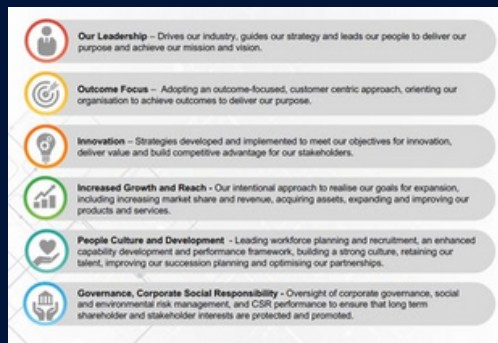 Our Leadership – Drives our industry, guides our strategy and leads our people to deliver our
purpose and achieve our mission and vision.
Outcome Focus – Adopting an outcome-focused, customer centric approach, orienting our
organisation to achieve outcomes to deliver our purpose.
Innovation – Strategies developed and implemented to meet our objectives for innovation,
deliver value and build competitive advantage for our stakeholders.
Increased Growth and Reach - Our intentional approach to realise our goals for expansion,
including increasing market share and revenue, acquiring assets, expanding and improving our
products and services.
People Culture and Development - Leading workforce planning and recruitment, an enhanced
capability development and performance framework, building a strong culture, retaining our
talent, improving our succession planning and optimising our partnerships.
Governance, Corporate Social Responsibility - Oversight of corporate governance, social
and environmental risk management, and CSR performance to ensure that long term
shareholder and stakeholder interests are protected and promoted.